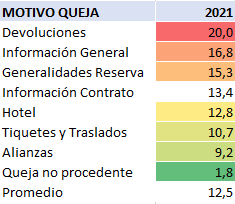 MOTIVO QUEJA 2021
Devoluciones 20,0
Información General 16,8
Generalidades Reserva 15,3
Información Contrato 13,4
Hotel 12,8
Tiquetes y Traslados 10,7
Alianzas 9,2
Queja no procedente 1,8
Promedio 12,5